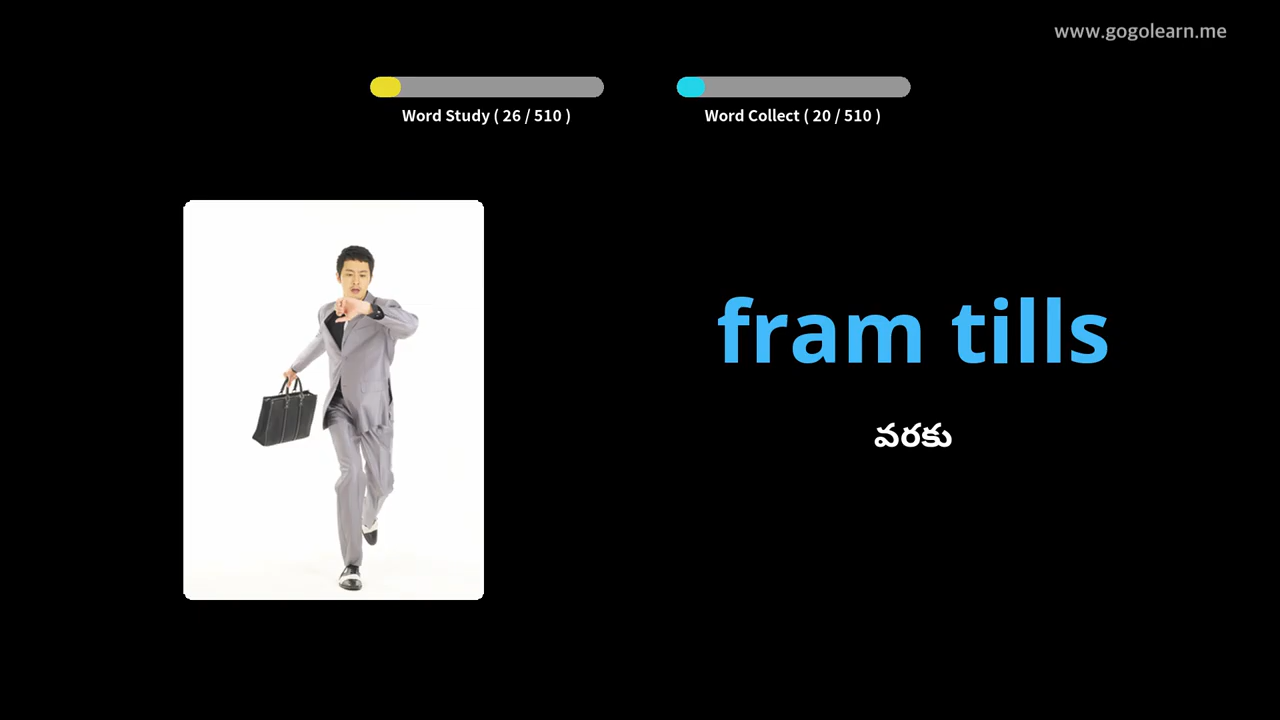 www.gogolearn.me
Word Study ( 26 / 510 )
Word Collect ( 20 / 510 )
fram tills
వరకు